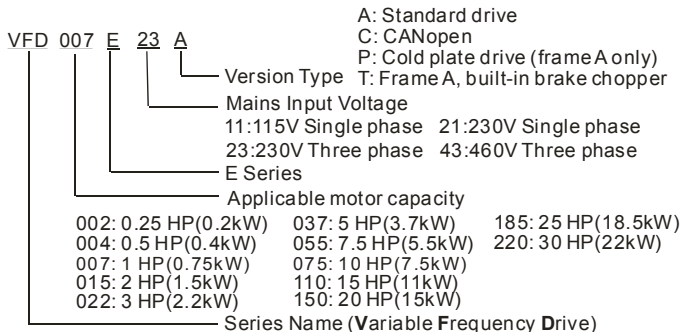 A: Standard drive
C: CANopen
P: Cold plate drive (frame A only)
T: Frame A, built-in brake chopper
VFD 007 E 23 A
Version Type
Mains Input Voltage
11:115V Single phase 21:230V Single phase
23:230V Three phase 43:460V Three phase
E Series
Applicable motor capacity
002: 0.25 HP(0.2kW) 037: 5 HP(3.7kW) 185: 25 HP(18.5kW)
004: 0.5 HP(0.4kW) 055: 7.5 HP(5.5kW) 220: 30 HP(22kW)
007: 1 HP(0.75kW) 075: 10 HP(7.5kW)
015: 2 HP(1.5kW) 110: 15 HP(11kW)
022: 3 HP(2.2kW) 150: 20 HP(15kW)
Series Name (Variable Frequency Drive)